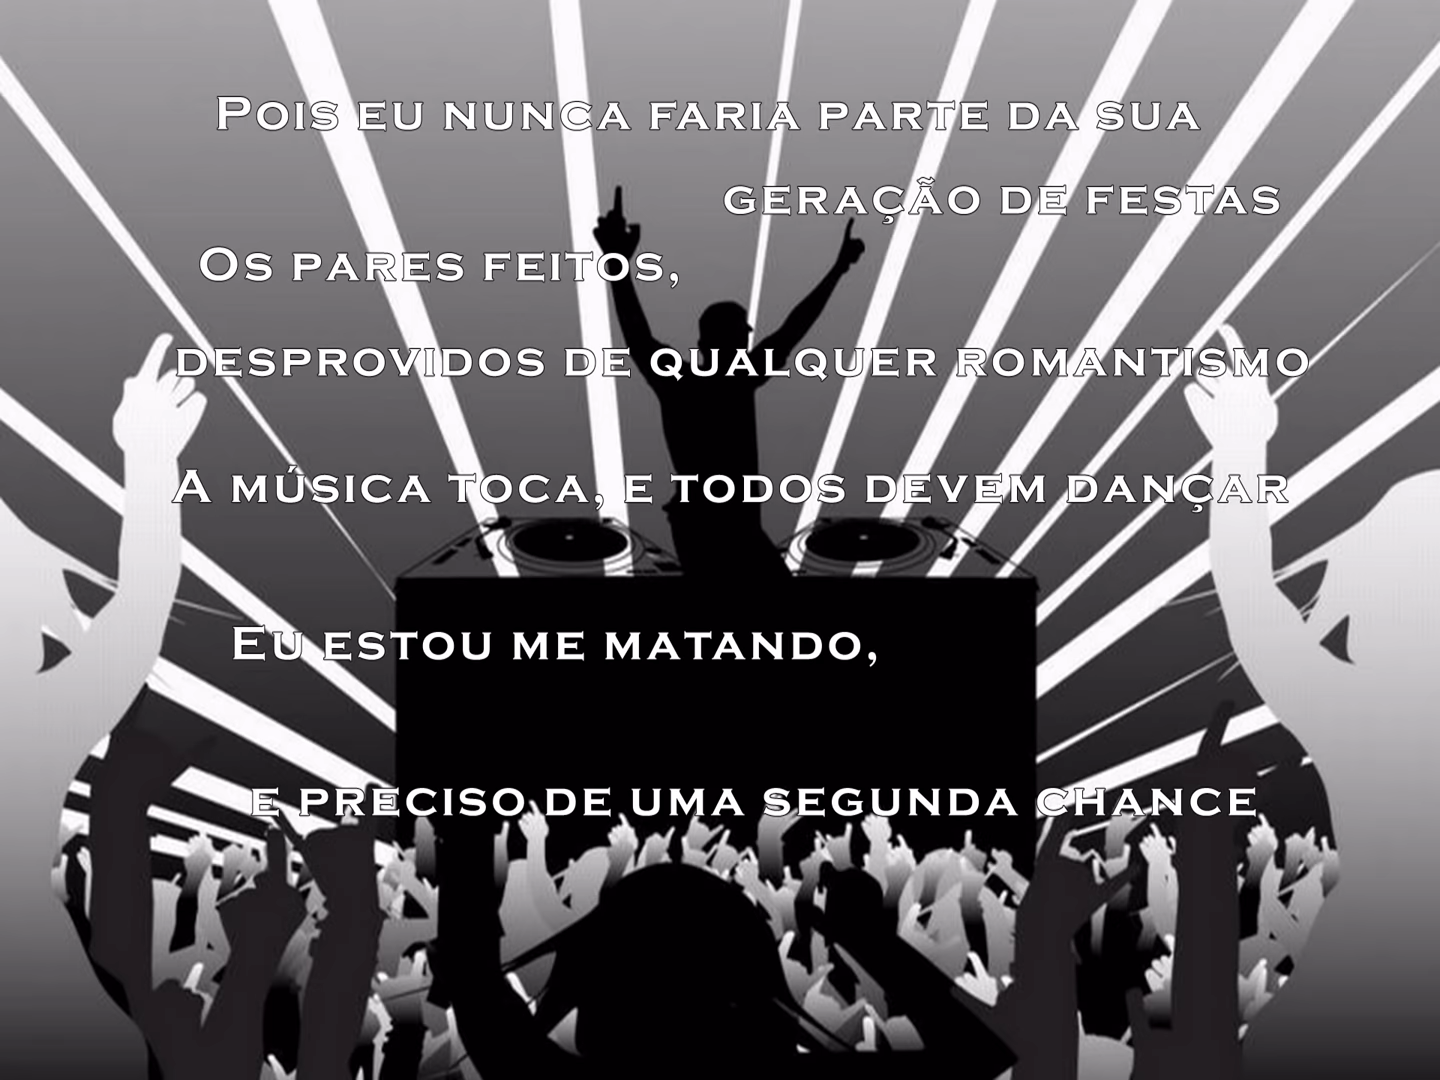 Pois eu nunca faria parte da sua
geração de festas
Os pares feitos,
desprovidos de qualquer romantismo
A música toca, e todos devem dançar
Eu estou me matando,
e preciso de uma segunda chance